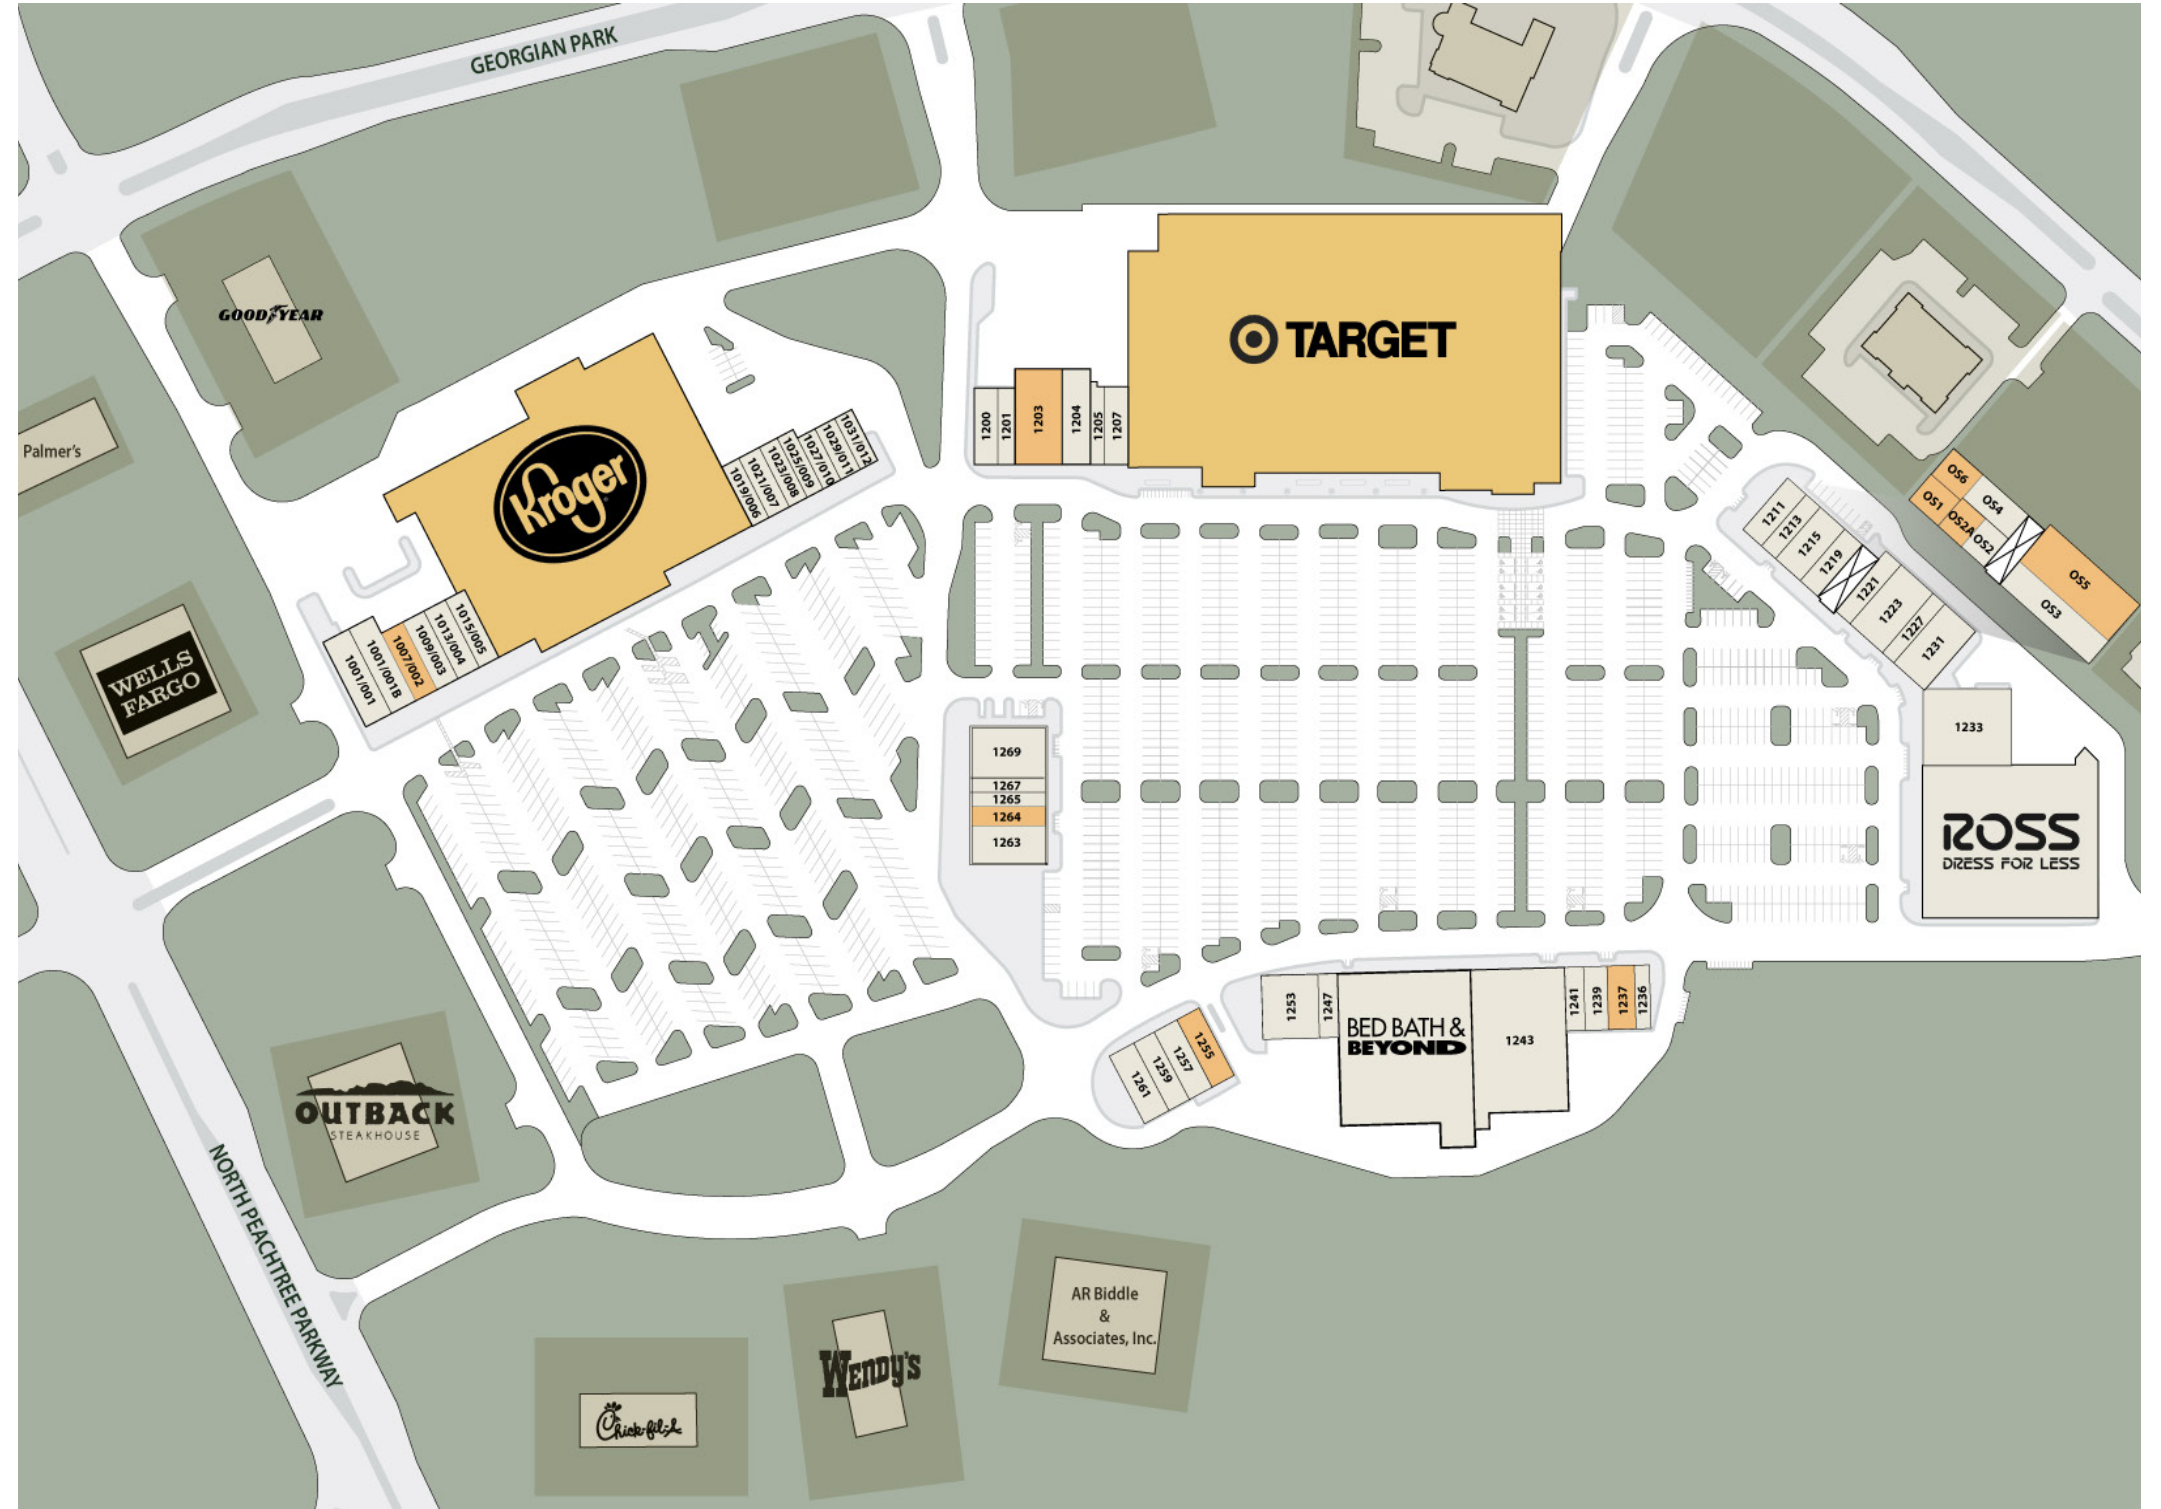 GEORGIAN PARK
GOODYEAR
Palmer's
TARGET
Kroger
1200
1201
1203
1204
1205
1207
1019/006
1021/007
1023/008
1025/009
1027/010
1029/011
1031/012
1001/001
1001/001B
1007/002
1009/003
1013/004
1015/005
WELLS
FARGO
OS6
OS4
OS1
OS2A
OS2
OS5
OS3
1211
1213
1215
1219
1221
1223
1227
1231
1233
ROSS
DRESS FOR LESS
1269
1267
1265
1264
1263
1253
1247
BED BATH &
BEYOND
1243
1241
1239
1237
1236
1255
1257
1259
1261
OUTBACK
STEAKHOUSE
NORTH PEACHTREE PARKWAY
AR Biddle
&
Associates, Inc.
WENDY'S
Chick-fil-A